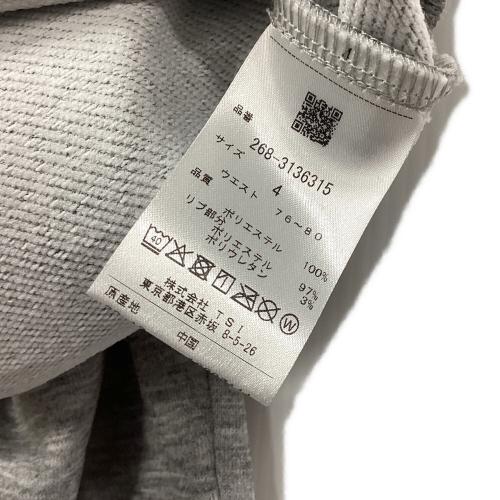 品番
268-3136315
サイズ 4
ウエスト 76～80
品質
ポリエステル 100%
リブ部分
ポリエステル 97%
ポリウレタン 3%
40 W
株式会社 TSI
東京都港区赤坂 8-5-26
原産地 中国